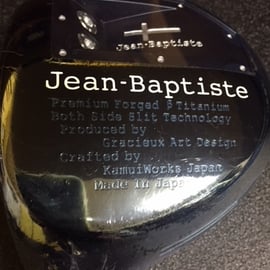 Jean-Baptiste
Jean-Baptiste
Premium Forged β Titanium
Both Side Slit Technology
Produced by
Gracieux Art Design
Crafted by
KamuiWorks Japan
Made in Japa